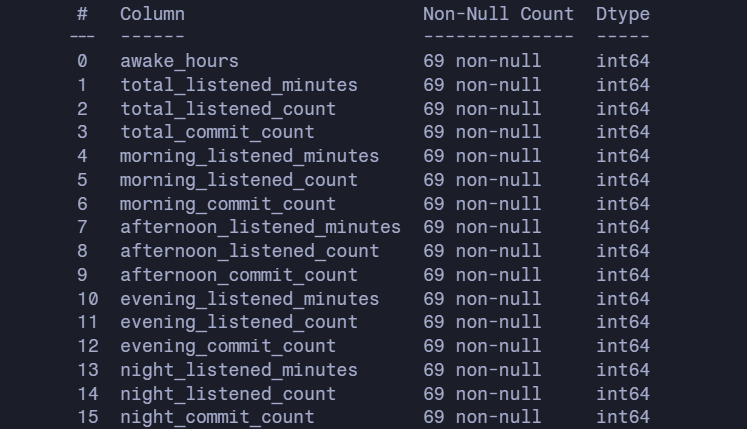 #   Column                      Non-Null Count  Dtype
---  ------                      --------------  -----
0   awake_hours                 69 non-null     int64
1   total_listened_minutes      69 non-null     int64
2   total_listened_count        69 non-null     int64
3   total_commit_count          69 non-null     int64
4   morning_listened_minutes    69 non-null     int64
5   morning_listened_count      69 non-null     int64
6   morning_commit_count        69 non-null     int64
7   afternoon_listened_minutes  69 non-null     int64
8   afternoon_listened_count    69 non-null     int64
9   afternoon_commit_count      69 non-null     int64
10  evening_listened_minutes    69 non-null     int64
11  evening_listened_count      69 non-null     int64
12  evening_commit_count        69 non-null     int64
13  night_listened_minutes      69 non-null     int64
14  night_listened_count        69 non-null     int64
15  night_commit_count          69 non-null     int64